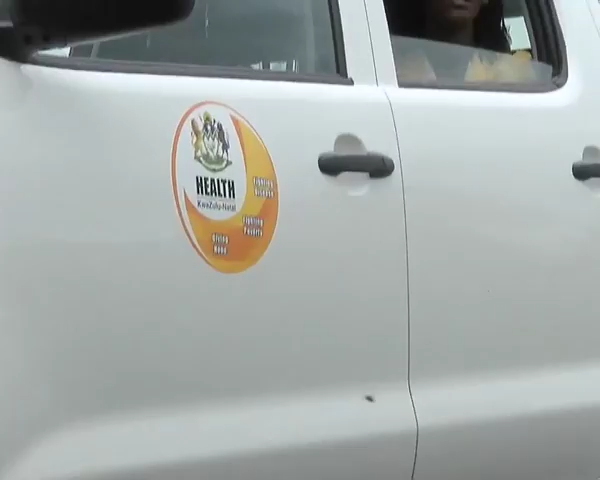 HEALTH
KwaZulu-Natal
Fighting
Disease
Fighting
Poverty
Giving
Hope